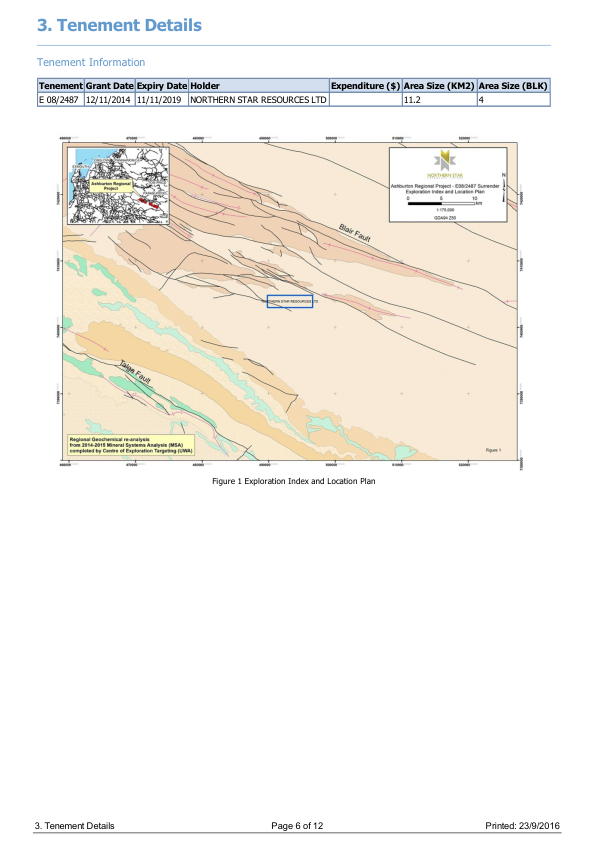 3. Tenement Details
Tenement Information
Tenement Grant Date Expiry Date Holder Expenditure ($) Area Size (KM2) Area Size (BLK)
E 08/2487 12/11/2014 11/11/2019 NORTHERN STAR RESOURCES LTD 11.2 4
Ashburton Regional
Project
NORTHERN STAR
Ashburton Regional Project - E08/2487 Surrender
Exploration Index and Location Plan
0 5 10
km
1:175,000
GDA94 Z50
N
Blair Fault
NORTHERN STAR RESOURCES LTD
Talga Fault
Regional Geochemical re-analysis
from 2014-2015 Mineral Systems Analysis (MSA)
completed by Centre of Exploration Targeting (UWA)
Figure 1
Figure 1 Exploration Index and Location Plan
3. Tenement Details Page 6 of 12 Printed: 23/9/2016